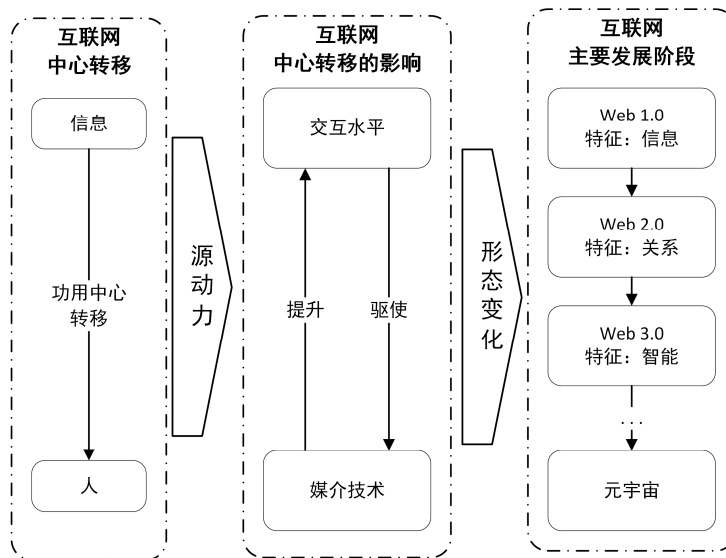 互联网
中心转移
信息
功用中心
转移
人
源
动
力
互联网
中心转移的影响
交互水平
提升
驱使
媒介技术
形
态
变
化
互联网
主要发展阶段
Web 1.0
特征：信息
Web 2.0
特征：关系
Web 3.0
特征：智能
...
元宇宙